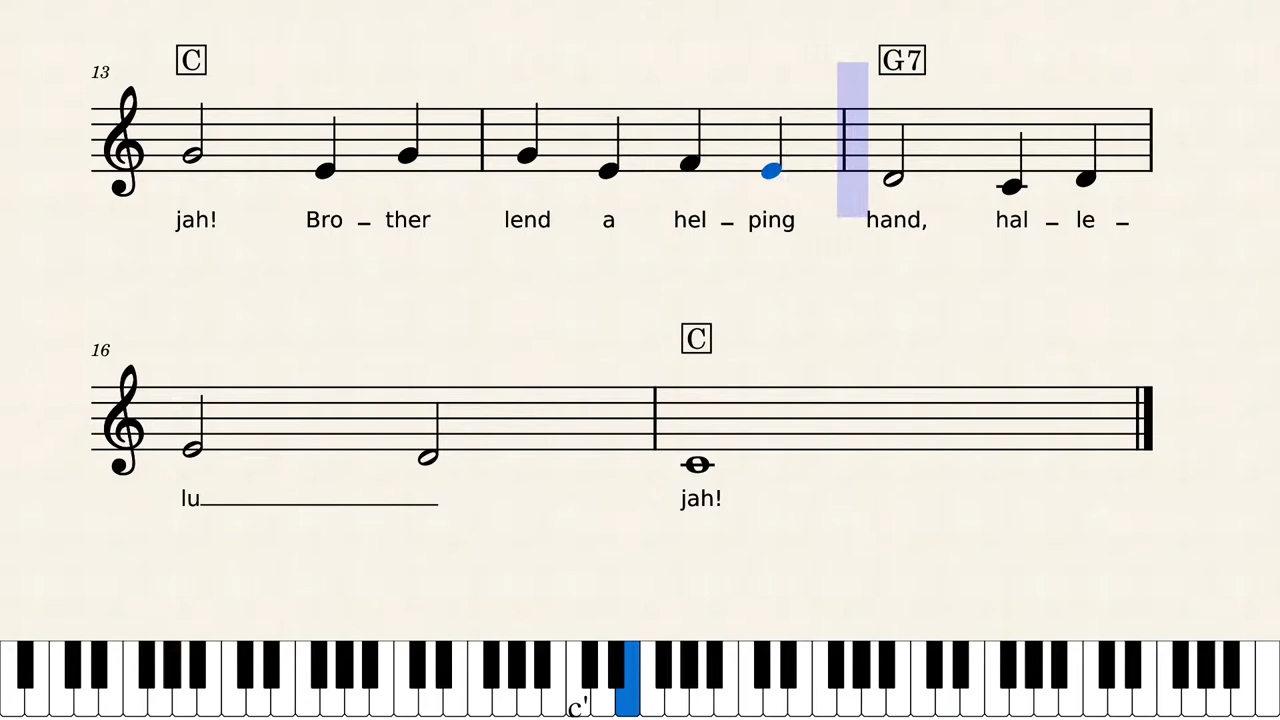 C G7
13
jah! Bro - ther lend a hel - ping hand, hal - le -
C
16
lu jah!
c'